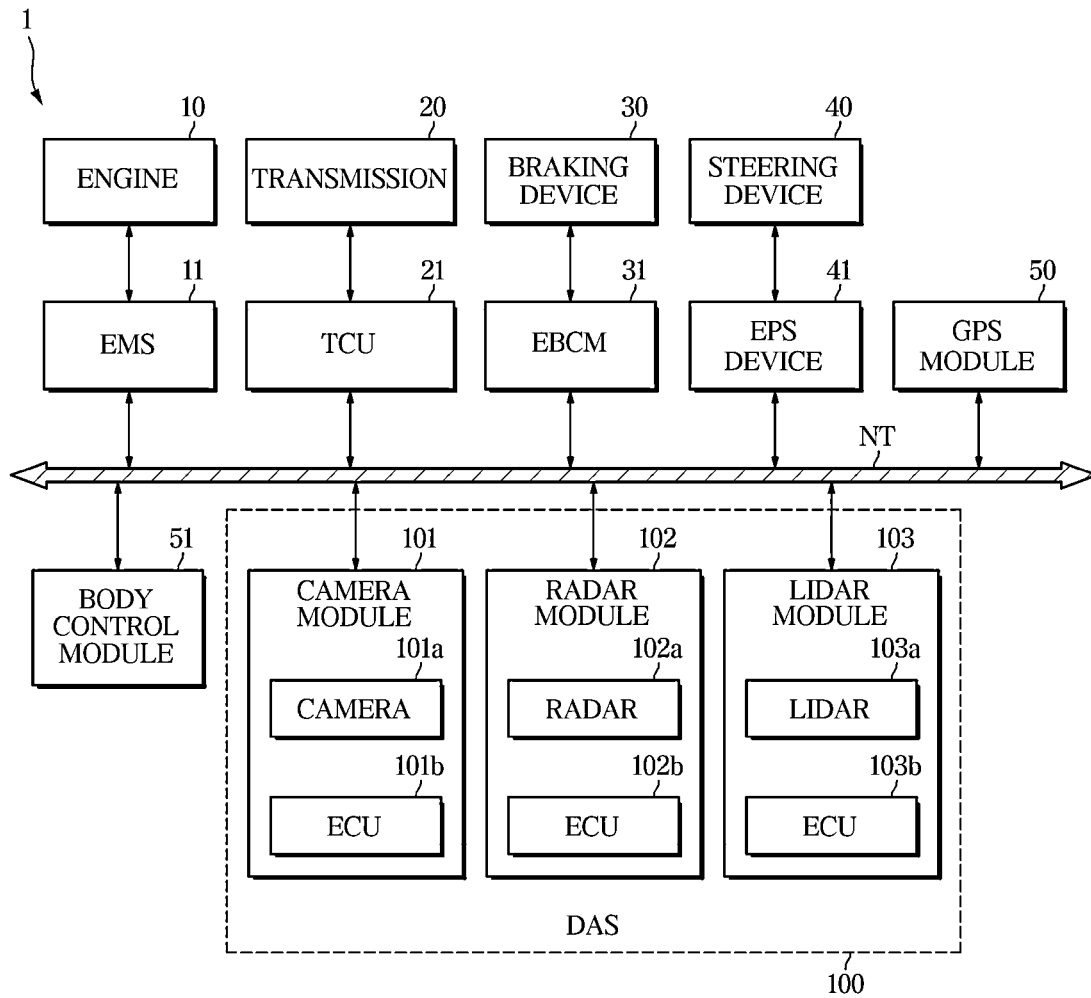 1
10
20
30
40
ENGINE
TRANSMISSION
BRAKING
DEVICE
STEERING
DEVICE
11
21
31
41
50
EMS
TCU
EBCM
EPS
DEVICE
GPS
MODULE
NT
51
101
102
103
BODY
CONTROL
MODULE
CAMERA
MODULE
RADAR
MODULE
LIDAR
MODULE
101a
102a
103a
CAMERA
RADAR
LIDAR
101b
102b
103b
ECU
ECU
ECU
DAS
100